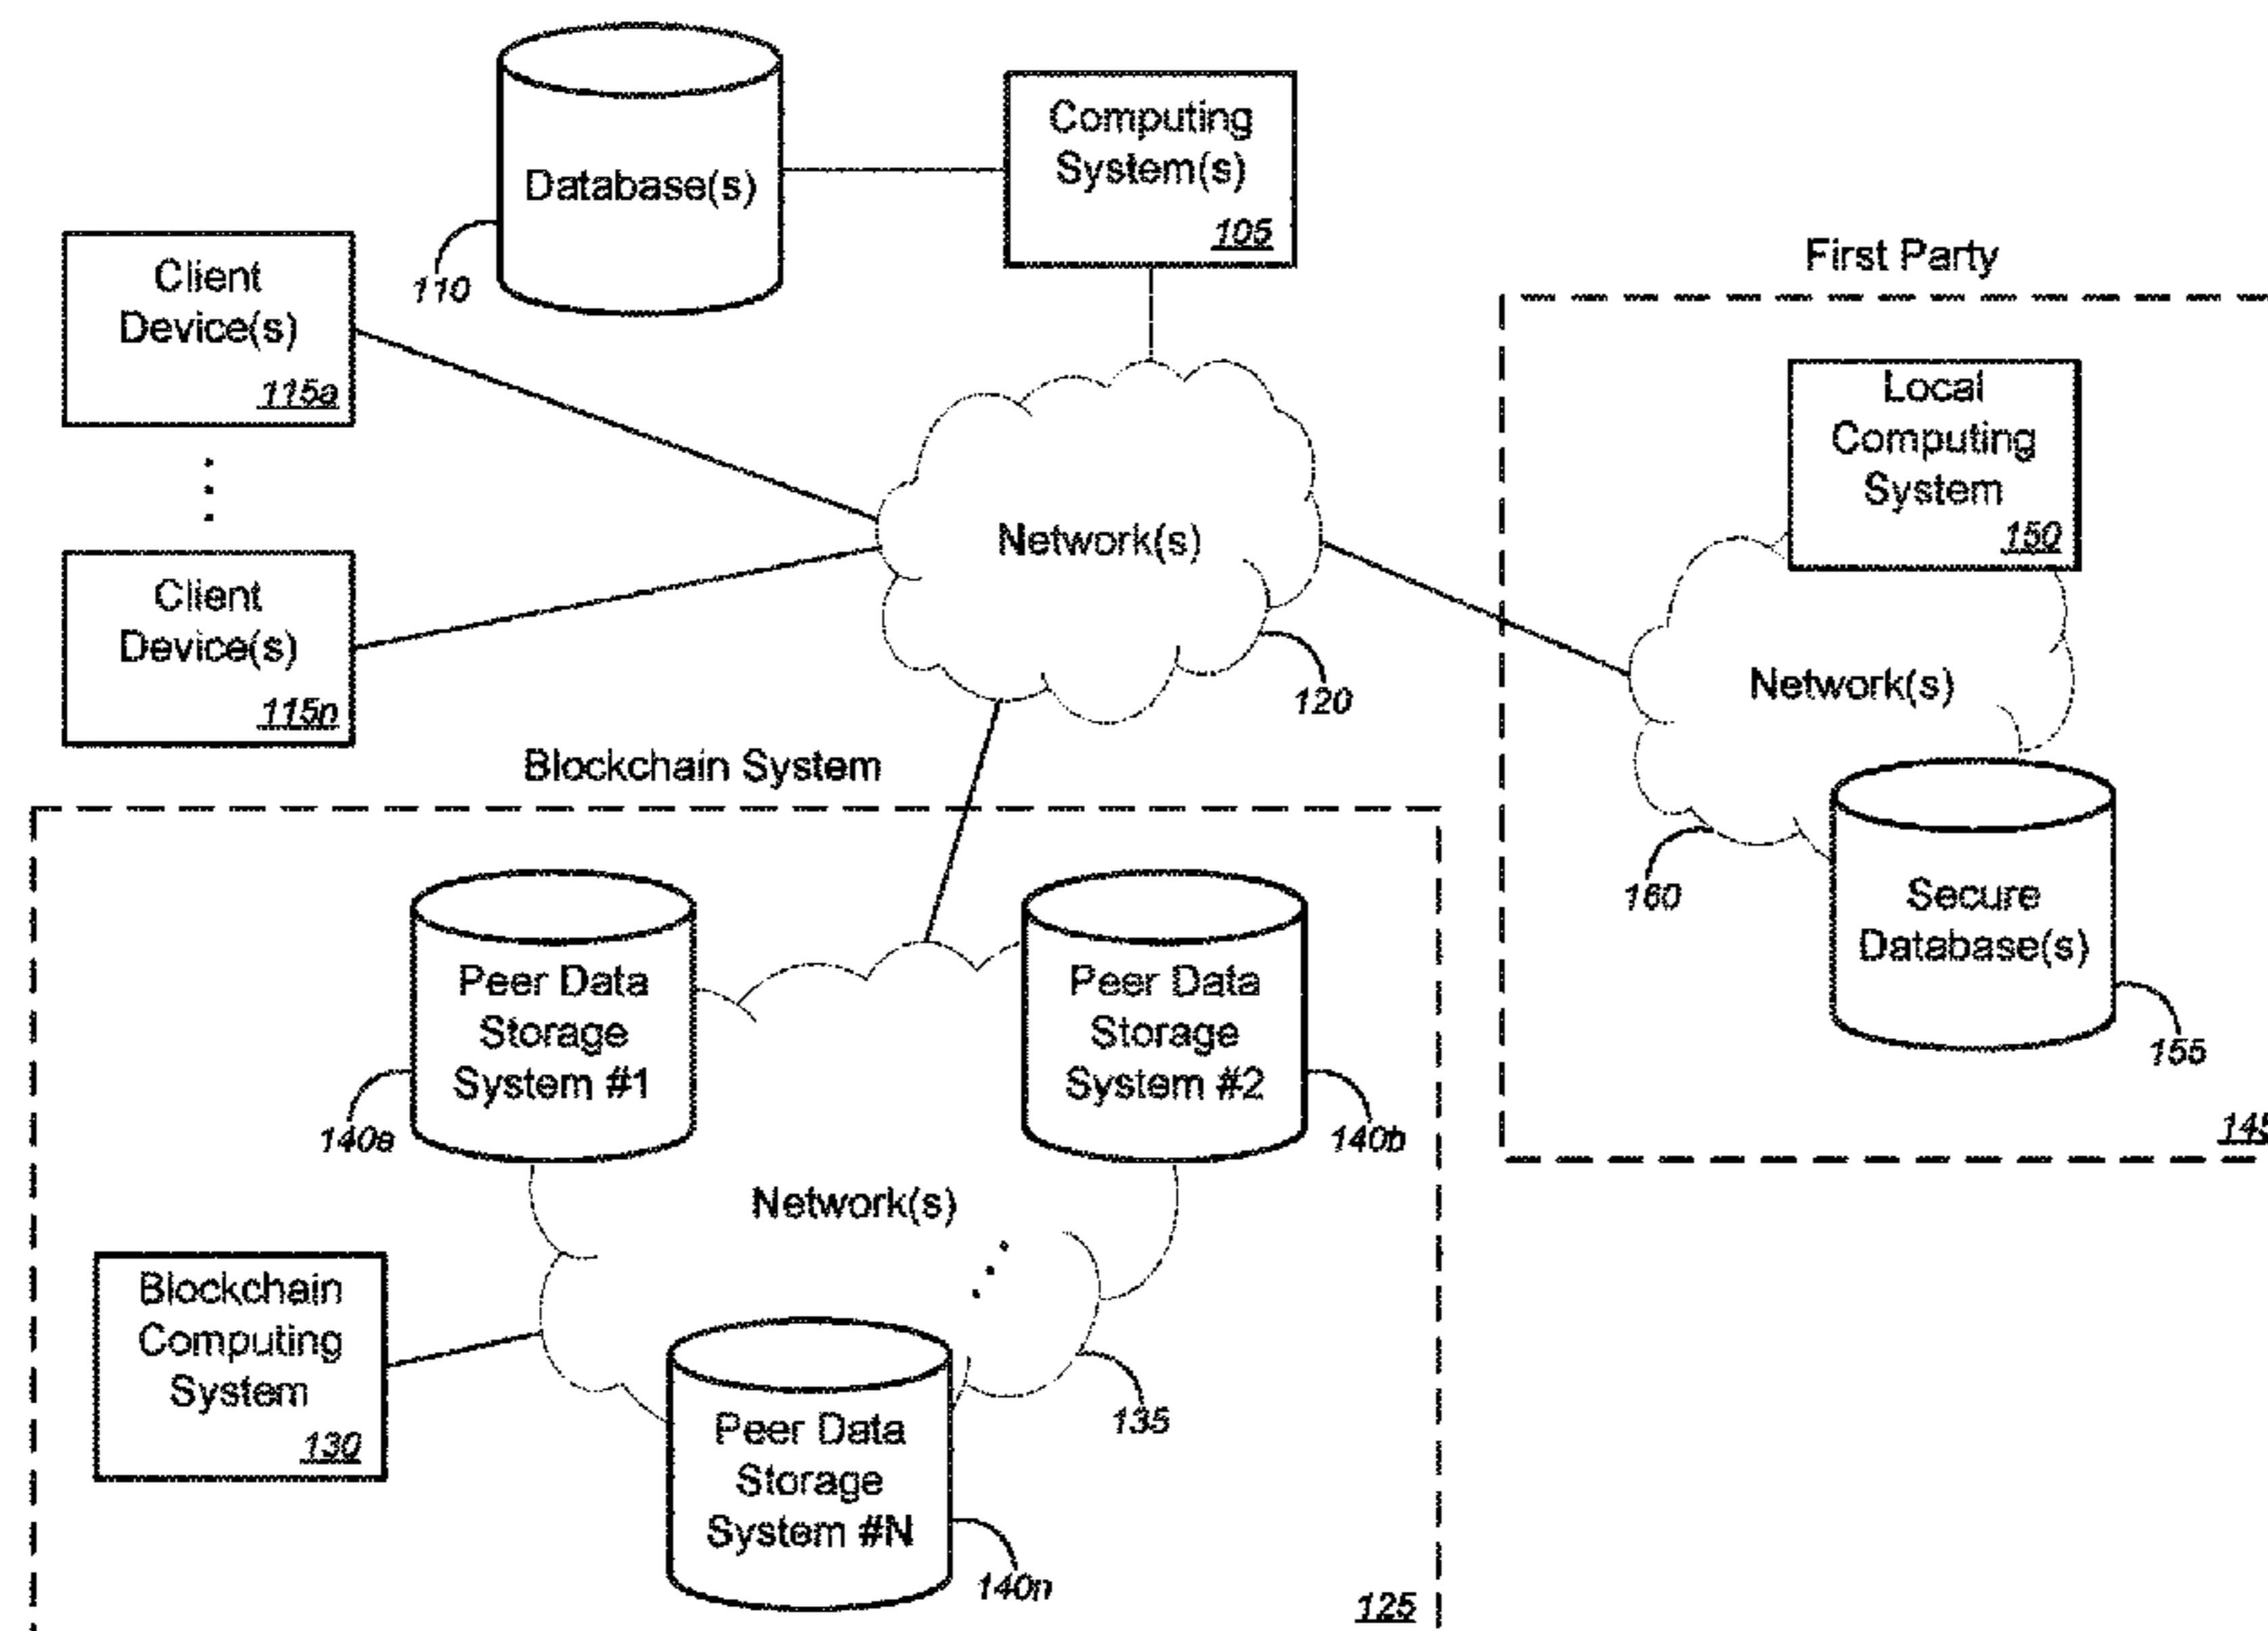 Database(s)
110
Computing
System(s)
105
Client
Device(s)
115a
Client
Device(s)
115n
Network(s)
120
First Party
Local
Computing
System
150
Network(s)
160
Secure
Database(s)
155
145
Blockchain System
Peer Data
Storage
System #1
140a
Peer Data
Storage
System #2
140b
Network(s)
135
Blockchain
Computing
System
130
Peer Data
Storage
System #N
140n
125